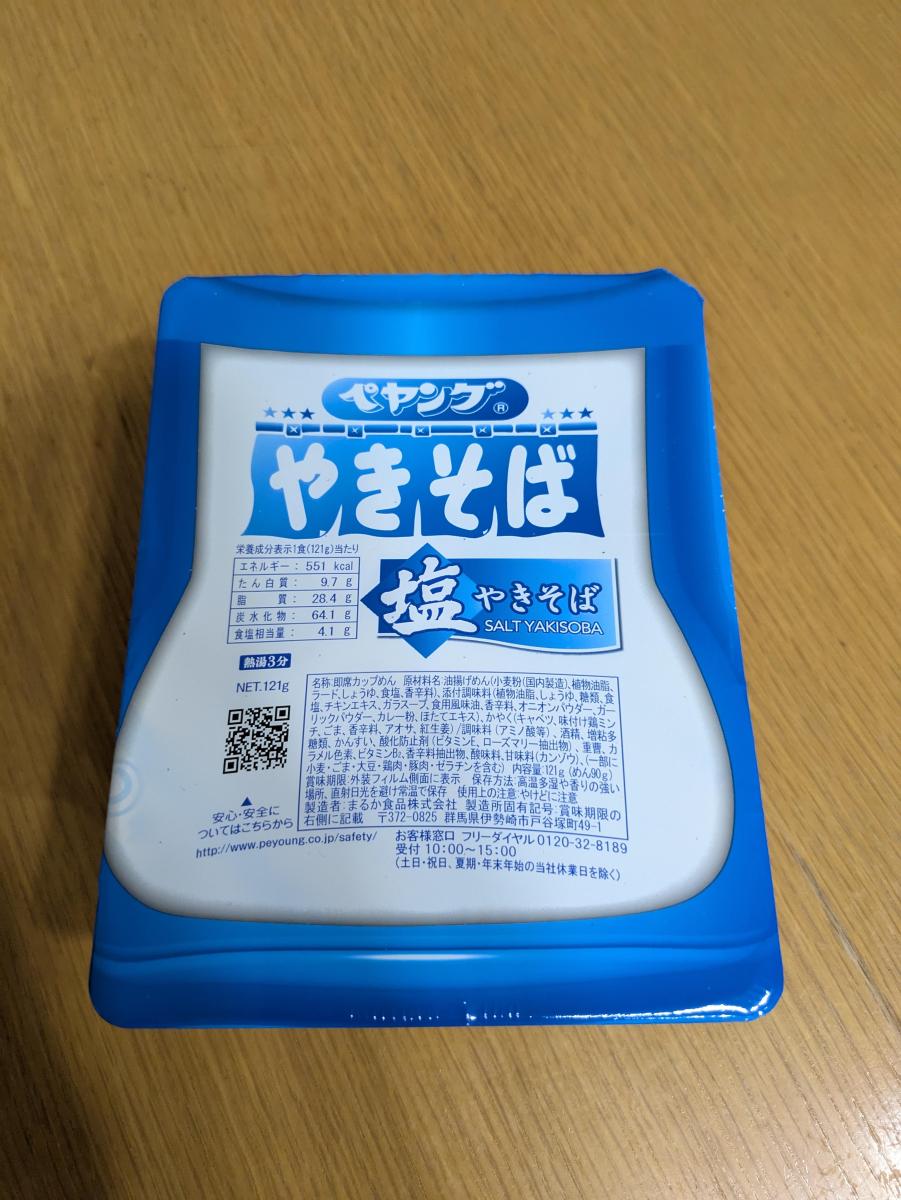 ペヤング®
やきそば
栄養成分表示1食(121g)当たり
エネルギー: 551 kcal
たん白質: 9.7 g
脂質: 28.4 g
炭水化物: 64.1 g
食塩相当量: 4.1 g
塩やきそば
SALT YAKISOBA
熱湯3分
NET.121g
名称:即席カップめん 原材料名:油揚げめん(小麦粉(国内製造)、植物油脂、
ラード、しょうゆ、食塩、香辛料)、添付調味料(植物油脂、しょうゆ、糖類、食
塩、チキンエキス、ガラスープ、食用風味油、香辛料、オニオンパウダー、ガー
リックパウダー、カレー粉、ほたてエキス)、かやく(キャベツ、味付け鶏ミン
チ、ごま、香辛料、アオサ、紅生姜)/調味料(アミノ酸等)、酒精、増粘多
糖類、かんすい、酸化防止剤(ビタミンE、ローズマリー抽出物)、重曹、カ
ラメル色素、ビタミンB₂、香辛料抽出物、酸味料、甘味料(カンゾウ)、(一部に
小麦・ごま・大豆・鶏肉・豚肉・ゼラチンを含む) 内容量:121g(めん90g)
賞味期限:外装フィルム側面に表示 保存方法:高温多湿や香りの強い
場所、直射日光を避け常温で保存 使用上の注意:やけどに注意
製造者:まるか食品株式会社 製造所固有記号:賞味期限の
右側に記載 〒372-0825 群馬県伊勢崎市戸谷塚町49-1
▲
安心・安全に
ついてはこちらから
http://www.peyoung.co.jp/safety/
お客様窓口 フリーダイヤル0120-32-8189
受付 10:00〜15:00
(土日・祝日、夏期・年末年始の当社休業日を除く)